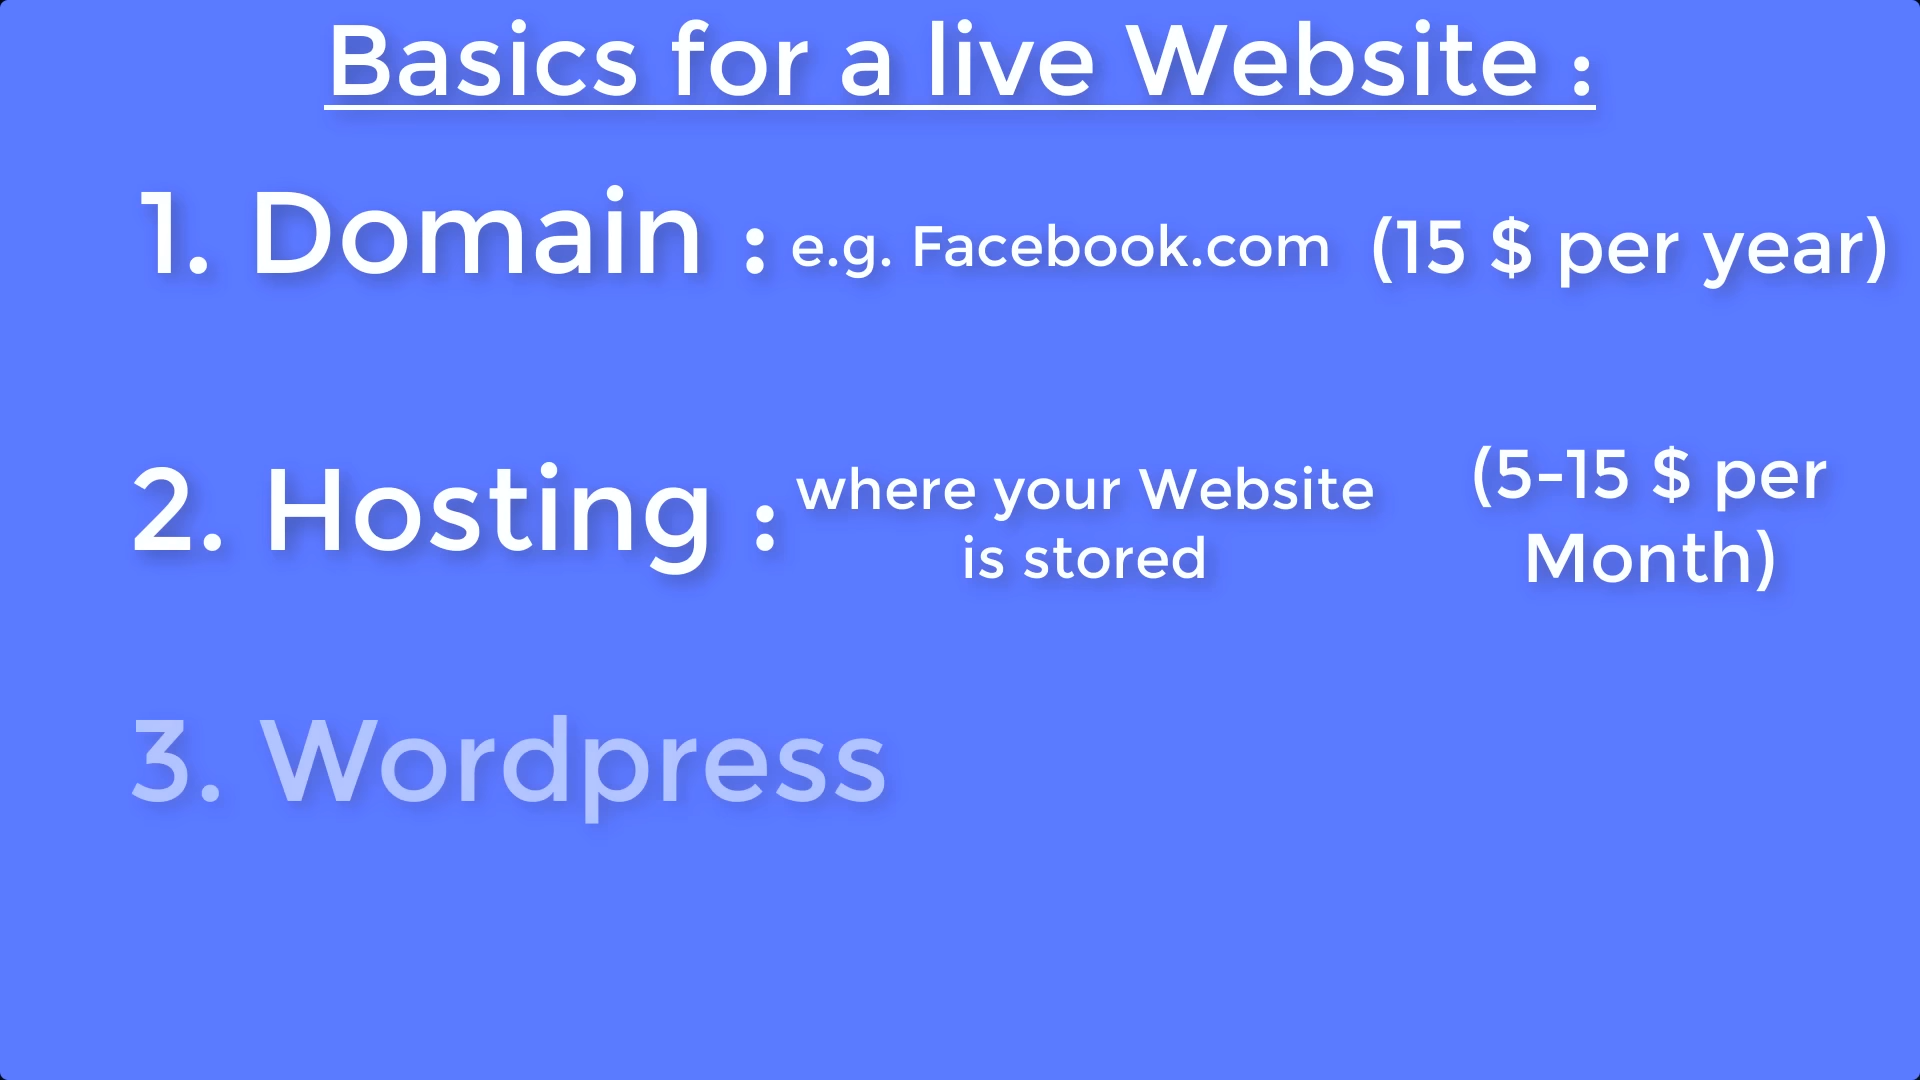 Basics for a live Website :
1. Domain : e.g. Facebook.com (15 $ per year)
2. Hosting : where your Website is stored (5-15 $ per Month)
3. Wordpress